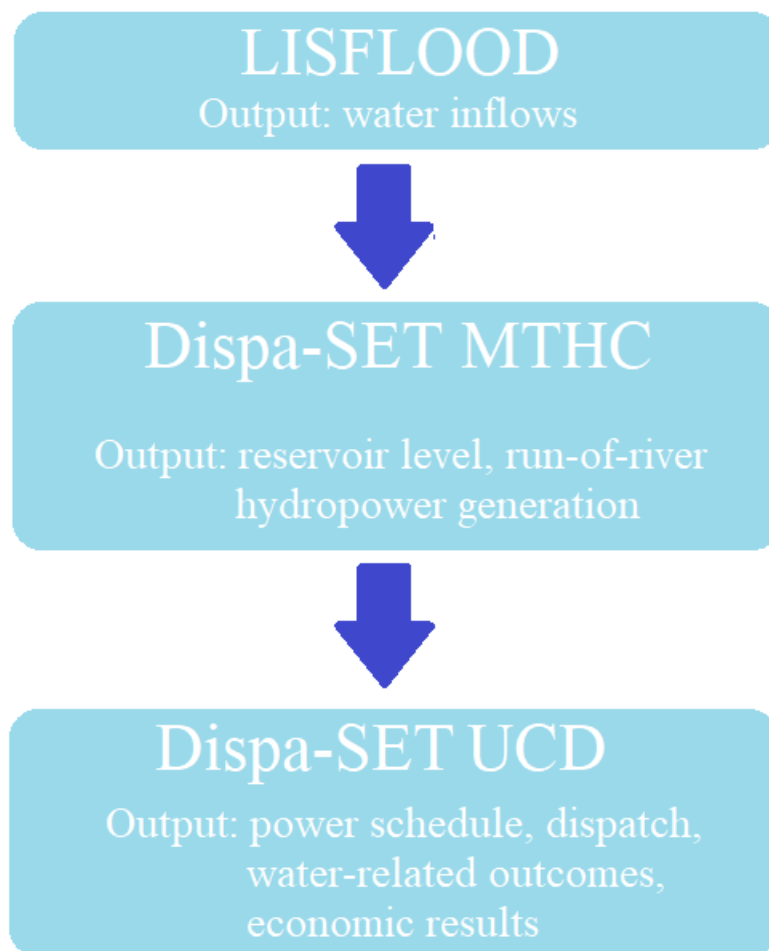 LISFLOOD
Output: water inflows
Dispa-SET MTHC
Output: reservoir level, run-of-river
hydropower generation
Dispa-SET UCD
Output: power schedule, dispatch,
water-related outcomes,
economic results